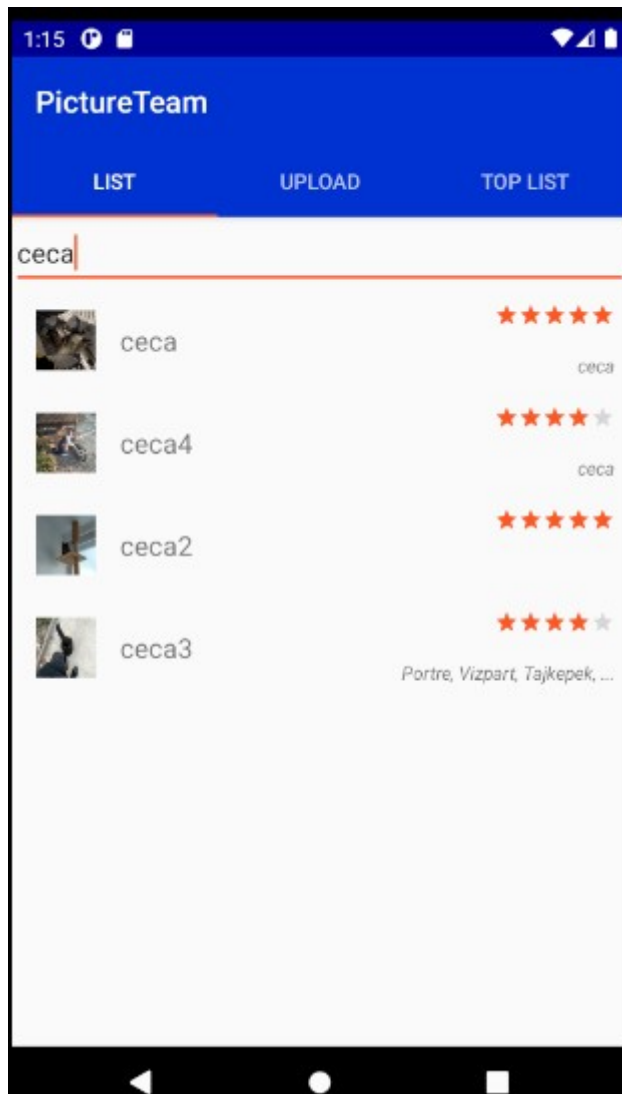 1:15
PictureTeam
LIST UPLOAD TOP LIST
ceca
ceca
ceca
ceca4
ceca
ceca2
ceca3
Portre, Vizpart, Tajkepek, ...